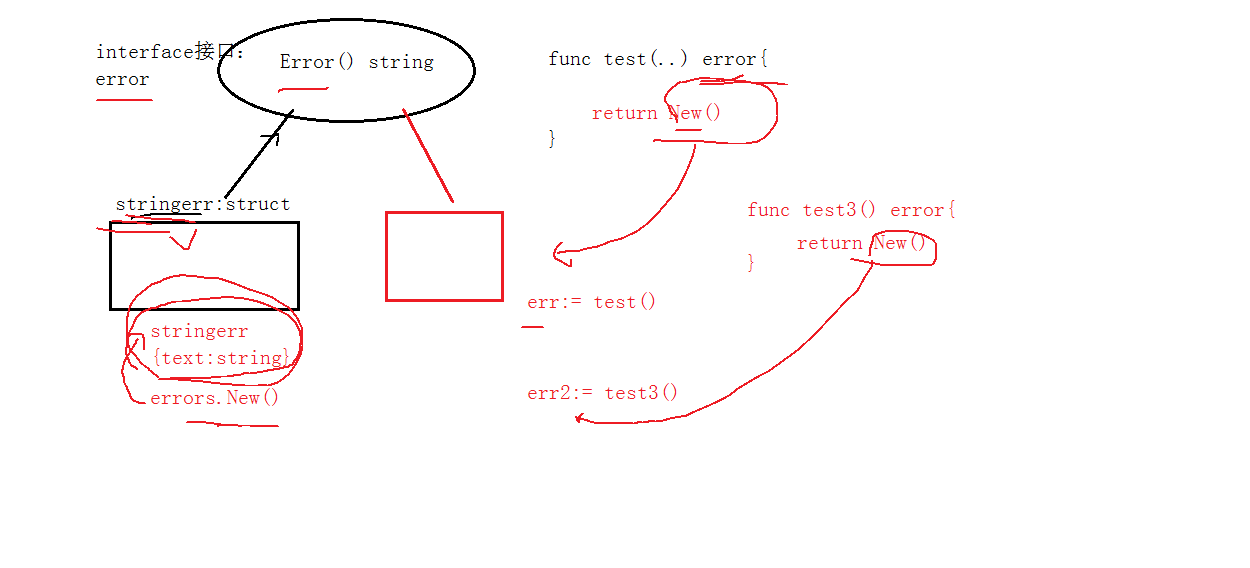 interface接口:
error
Error() string
stringerr:struct
stringerr
{text:string}
errors.New()
func test(..) error{
return New()
}
func test3() error{
return New()
}
err:= test()
err2:= test3()